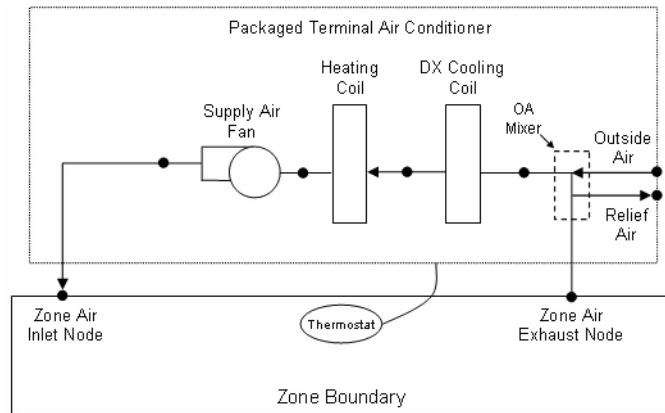 Packaged Terminal Air Conditioner
Heating
Coil
DX Cooling
Coil
Supply Air
Fan
OA
Mixer
Outside
Air
Relief
Air
Zone Air
Inlet Node
Thermostat
Zone Air
Exhaust Node
Zone Boundary